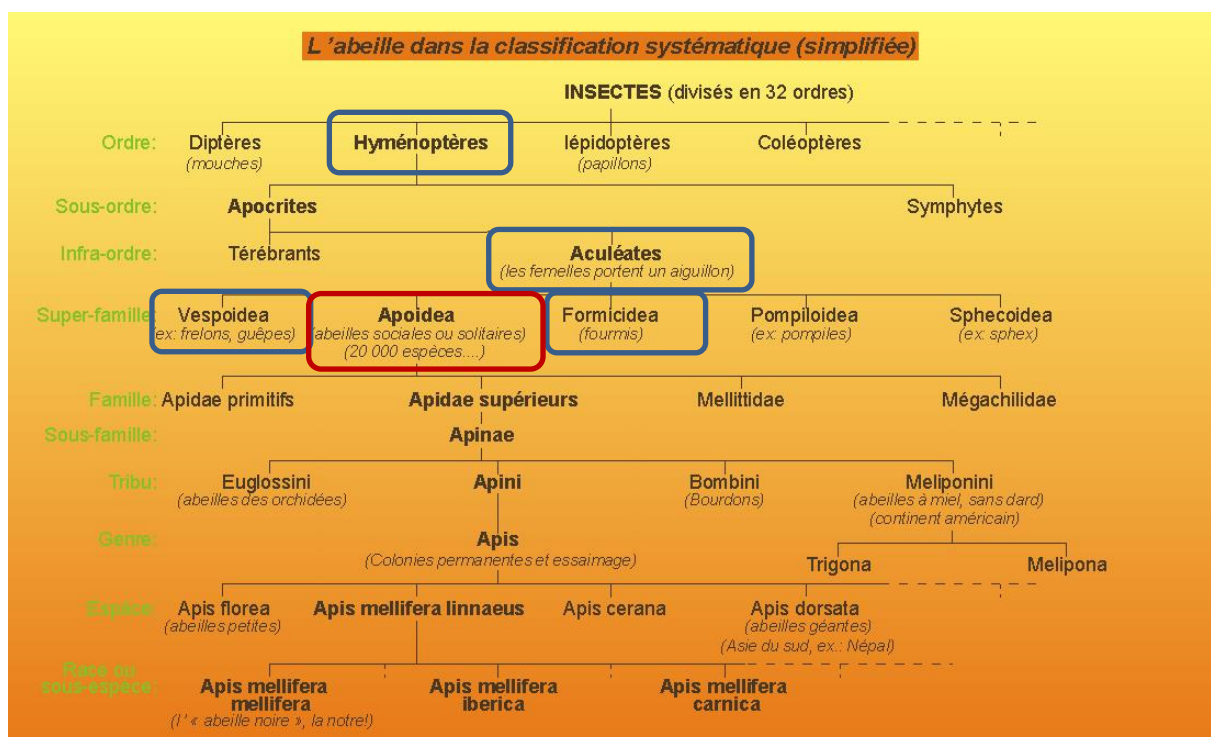 L 'abeille dans la classification systématique (simplifiée)
INSECTES (divisés en 32 ordres)
Ordre: Diptères Hyménoptères lépidoptères Coléoptères
(mouches) (papillons)
Sous-ordre: Apocrites Symphytes
Infra-ordre: Térébrants Aculéates
(les femelles portent un aiguillon)
Super-famille: Vespoidea Apoidea Formicidea Pompiloidea Sphecoidea
(ex: frelons, guêpes) (abeilles sociales ou solitaires) (fourmis) (ex: pompiles) (ex: sphex)
(20 000 espèces....)
Famille: Apidae primitifs Apidae supérieurs Mellittidae Mégachilidae
Sous-famille: Apinae
Tribu: Euglossini Apini Bombini Meliponini
(abeilles des orchidées) (Bourdons) (abeilles à miel, sans dard)
(continent américain)
Genre: Apis
(Colonies permanentes et essaimage) Trigona Melipona
Espèce: Apis florea Apis mellifera linnaeus Apis cerana Apis dorsata
(abeilles petites) (abeilles géantes)
(Asie du sud, ex.: Népal)
Race ou
sous-espèce: Apis mellifera Apis mellifera Apis mellifera
mellifera iberica carnica
(l ' « abeille noire », la notre!)